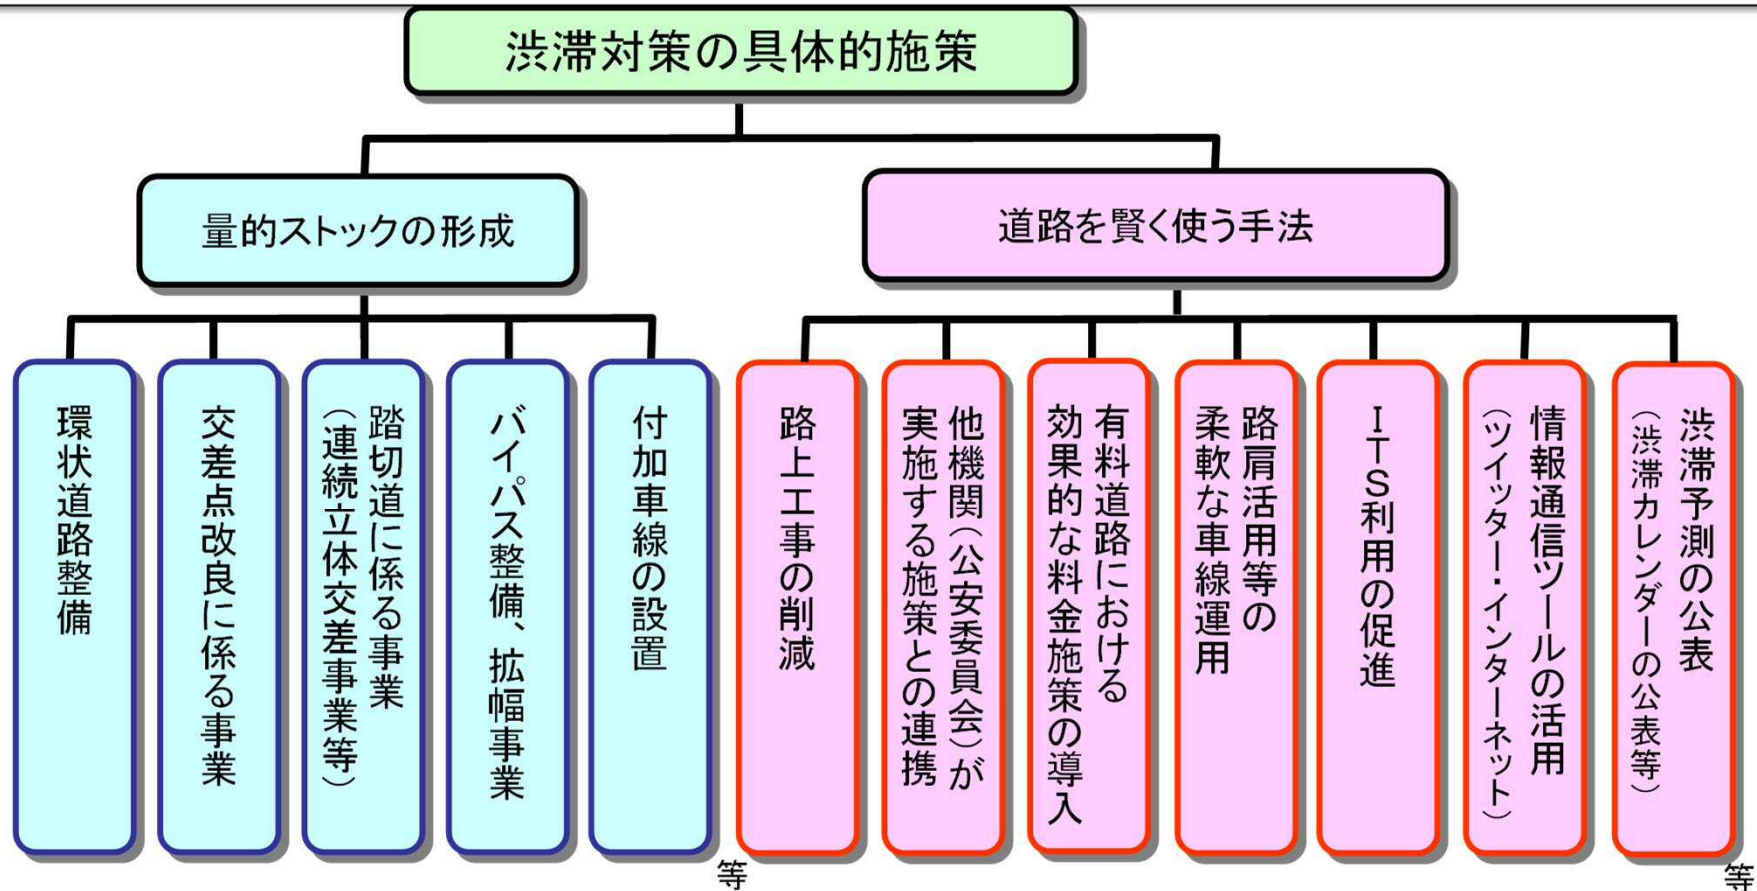 渋滞対策の具体的施策
量的ストックの形成
道路を賢く使う手法
環状道路整備
交差点改良に係る事業
踏切道に係る事業
（連続立体交差事業等）
バイパス整備、拡幅事業
付加車線の設置
等
路上工事の削減
他機関（公安委員会）が
実施する施策との連携
有料道路における
効果的な料金施策の導入
路肩活用等の
柔軟な車線運用
ITS利用の促進
情報通信ツールの活用
（ツイッター・インターネット）
渋滞予測の公表
（渋滞カレンダーの公表等）
等